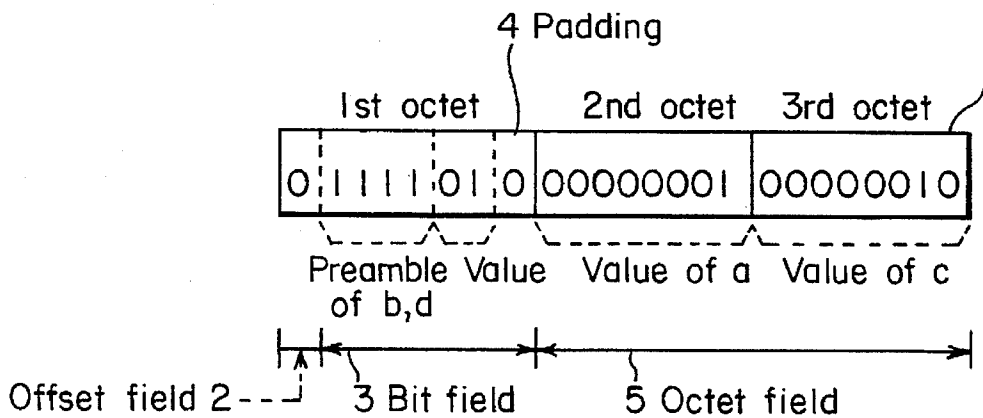 4 Padding
1st octet 2nd octet 3rd octet
0 1111 01 0 00000001 00000010
Preamble Value Value of a Value of c
of b,d
Offset field 2 3 Bit field 5 Octet field